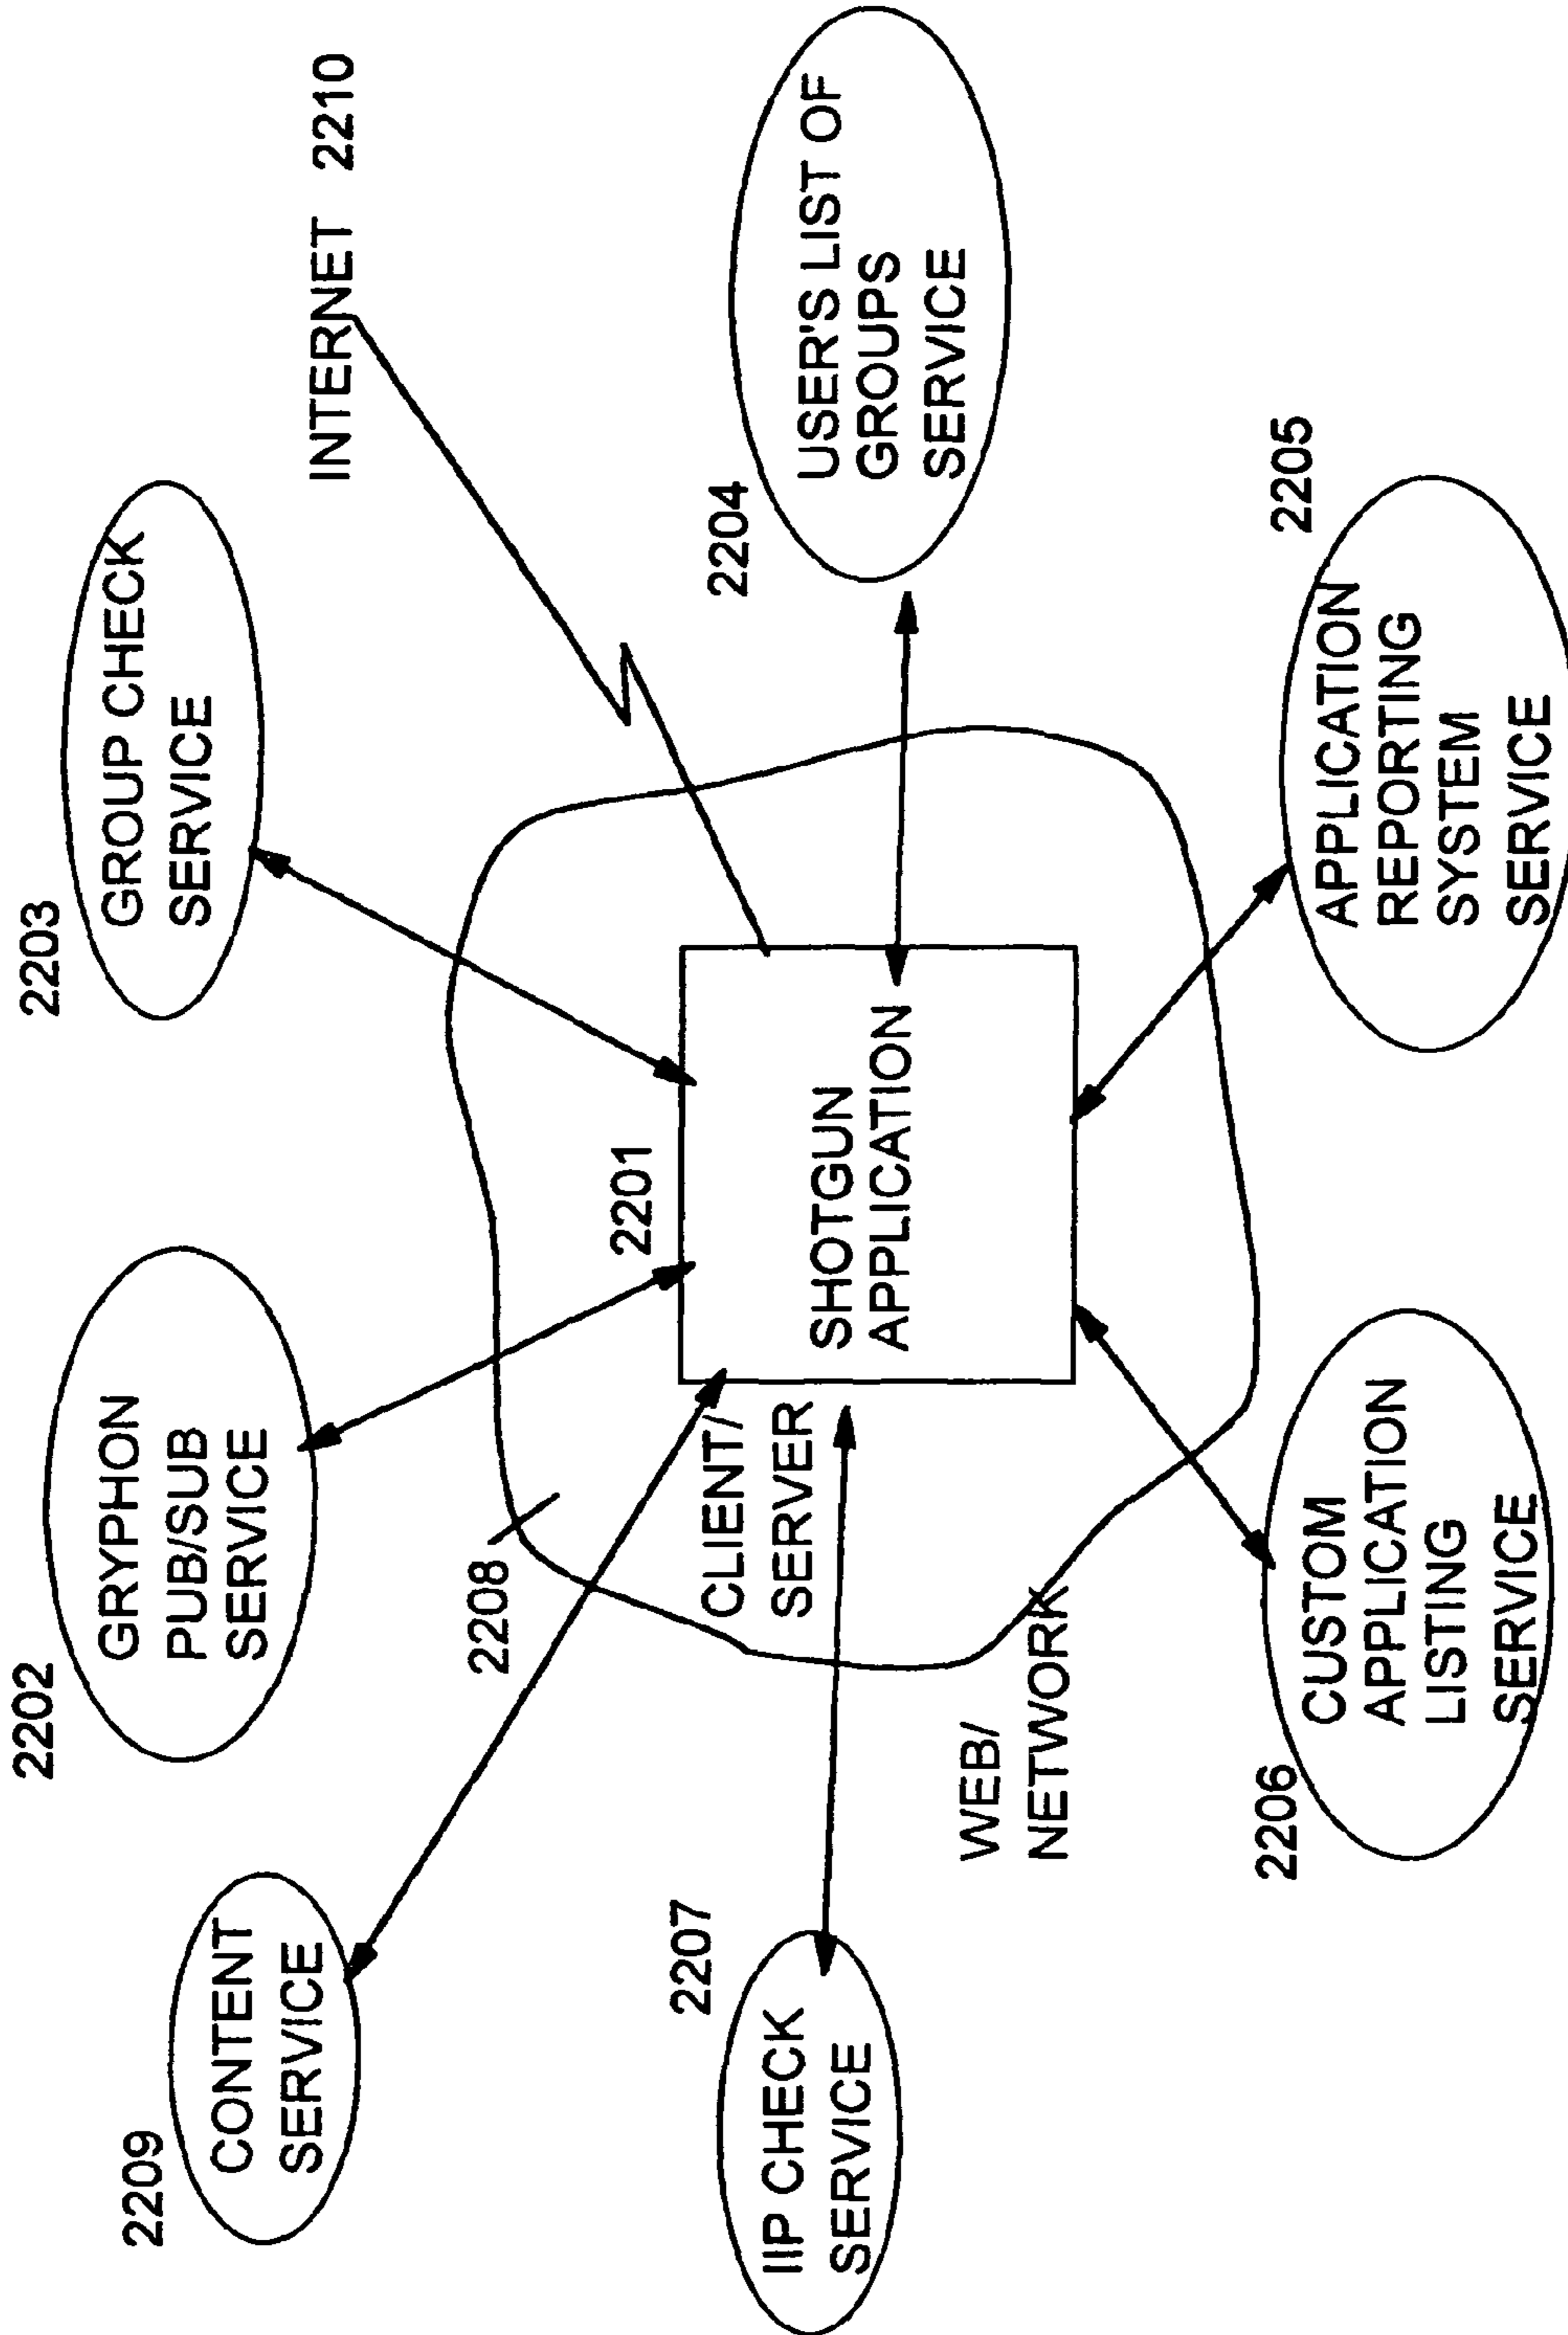 2202
GRYPHON
PUB/SUB
SERVICE
2203
GROUP CHECK
SERVICE
2209
CONTENT
SERVICE
INTERNET 2210
2208
2201
CLIENT/
SERVER
SHOTGUN
APPLICATION
2207
IIP CHECK
SERVICE
2204
USER'S LIST OF
GROUPS
SERVICE
WEB/
NETWORK
2206
CUSTOM
APPLICATION
LISTING
SERVICE
2205
APPLICATION
REPORTING
SYSTEM
SERVICE